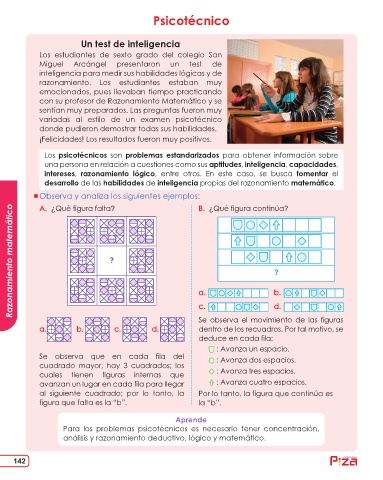 Psicotécnico
Un test de inteligencia
Los estudiantes de sexto grado del colegio San
Miguel Arcángel presentaron un test de
inteligencia para medir sus habilidades lógicas y de
razonamiento. Los estudiantes estaban muy
emocionados, pues llevaban tiempo practicando
con su profesor de Razonamiento Matemático y se
sentían muy preparados. Las preguntas fueron muy
variadas al estilo de un examen psicotécnico
donde pudieron demostrar todas sus habilidades.
¡Felicidades! Los resultados fueron muy positivos.
Los psicotécnicos son problemas estandarizados para obtener información sobre
una persona en relación a cuestiones como sus aptitudes, inteligencia, capacidades,
intereses, razonamiento lógico, entre otros. En este caso, se busca fomentar el
desarrollo de las habilidades de inteligencia propias del razonamiento matemático.
Observa y analiza los siguientes ejemplos:
A. ¿Qué figura falta?
?
a. b. c. d.
Se observa que en cada fila del
cuadrado mayor, hay 3 cuadrados; los
cuales tienen figuras internas que
avanzan un lugar en cada fila para llegar
al siguiente cuadrado; por lo tanto, la
figura que falta es la "b".
B. ¿Qué figura continúa?
?
a. b.
c. d.
Se observa el movimiento de las figuras
dentro de los recuadros. Por tal motivo, se
deduce en cada fila:
: Avanza un espacio.
: Avanza dos espacios.
: Avanza tres espacios.
: Avanza cuatro espacios.
Por lo tanto, la figura que continúa es
la "b".
Aprende
Para los problemas psicotécnicos es necesario tener concentración,
análisis y razonamiento deductivo, lógico y matemático.
Razonamiento matemático
142